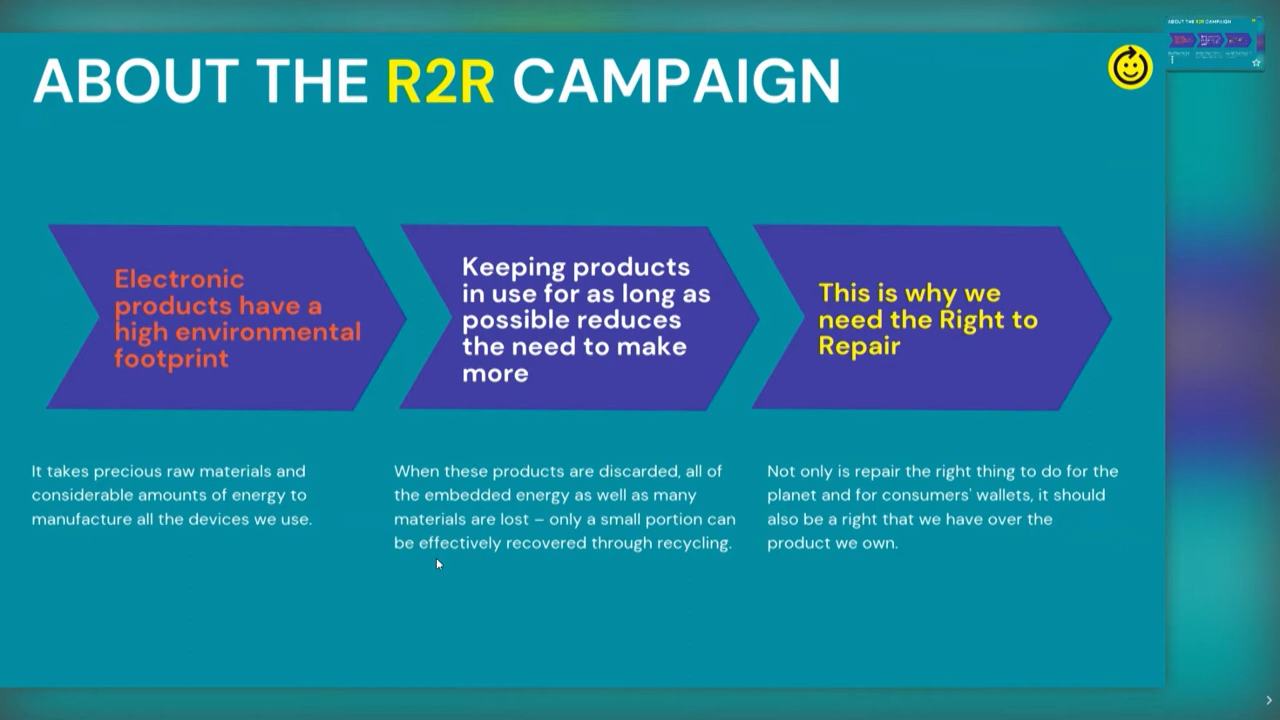 ABOUT THE R2R CAMPAIGN
Electronic
products have a
high environmental
footprint
Keeping products
in use for as long as
possible reduces
the need to make
more
This is why we
need the Right to
Repair
It takes precious raw materials and
considerable amounts of energy to
manufacture all the devices we use.
When these products are discarded, all of
the embedded energy as well as many
materials are lost – only a small portion can
be effectively recovered through recycling.
Not only is repair the right thing to do for the
planet and for consumers' wallets, it should
also be a right that we have over the
product we own.
ABOUT THE R2R CAMPAIGN